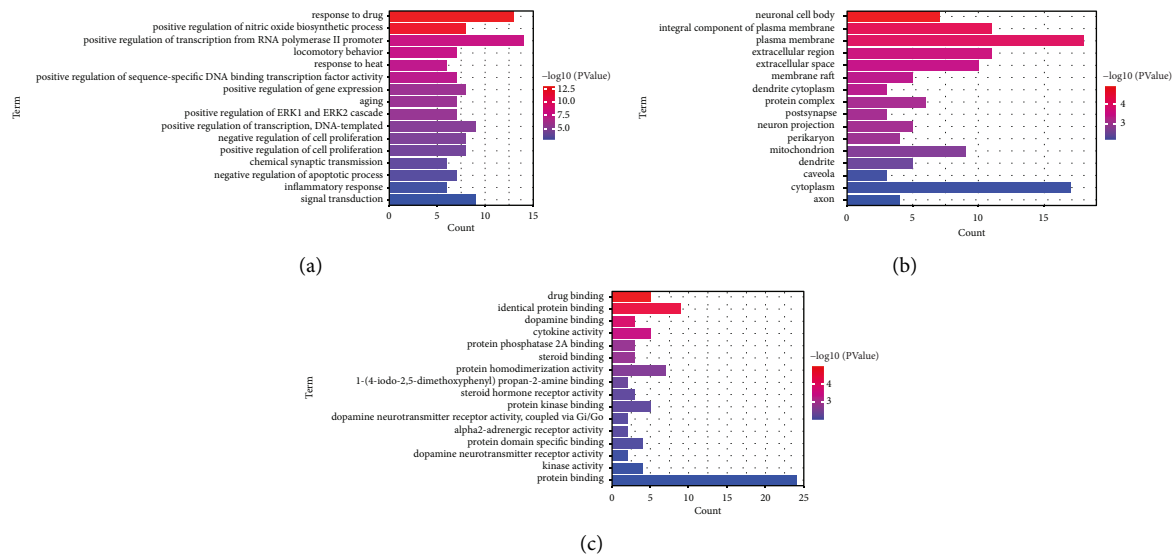 response to drug
positive regulation of nitric oxide biosynthetic process
positive regulation of transcription from RNA polymerase II promoter
locomotory behavior
response to heat
positive regulation of sequence-specific DNA binding transcription factor activity
positive regulation of gene expression
aging
positive regulation of ERK1 and ERK2 cascade
positive regulation of transcription, DNA-templated
negative regulation of cell proliferation
positive regulation of cell proliferation
chemical synaptic transmission
negative regulation of apoptotic process
inflammatory response
signal transduction
Term
0 5 10 15
Count
−log10 (PValue)
12.5
10.0
7.5
5.0
(a)
neuronal cell body
integral component of plasma membrane
plasma membrane
extracellular region
extracellular space
membrane raft
dendrite cytoplasm
protein complex
postsynapse
neuron projection
perikaryon
mitochondrion
dendrite
caveola
cytoplasm
axon
Term
0 5 10 15
Count
−log10 (PValue)
4
3
(b)
drug binding
identical protein binding
dopamine binding
cytokine activity
protein phosphatase 2A binding
steroid binding
protein homodimerization activity
1-(4-iodo-2,5-dimethoxyphenyl) propan-2-amine binding
steroid hormone receptor activity
protein kinase binding
dopamine neurotransmitter receptor activity, coupled via Gi/Go
alpha2-adrenergic receptor activity
protein domain specific binding
dopamine neurotransmitter receptor activity
kinase activity
protein binding
Term
0 5 10 15 20 25
Count
−log10 (PValue)
4
3
(c)